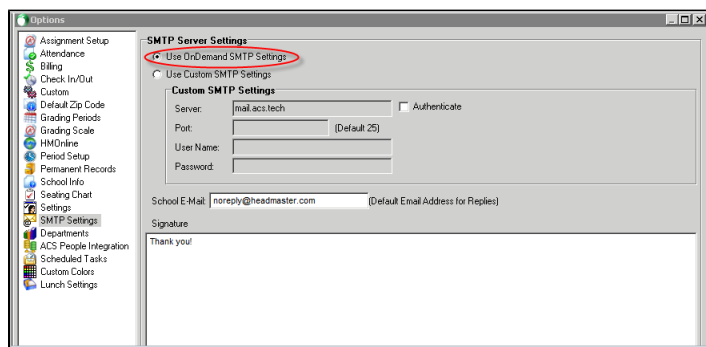 Options
Assignment Setup
Attendance
Billing
Check In/Out
Custom
Default Zip Code
Grading Periods
Grading Scale
HMOnline
Period Setup
Permanent Records
School Info
Seating Chart
Settings
SMTP Settings
Departments
ACS People Integration
Scheduled Tasks
Custom Colors
Lunch Settings
SMTP Server Settings
Use OnDemand SMTP Settings
Use Custom SMTP Settings
Custom SMTP Settings
Server: mail.acs.tech Authenticate
Port: (Default 25)
User Name:
Password:
School E-Mail: noreply@headmaster.com (Default Email Address for Replies)
Signature
Thank you!